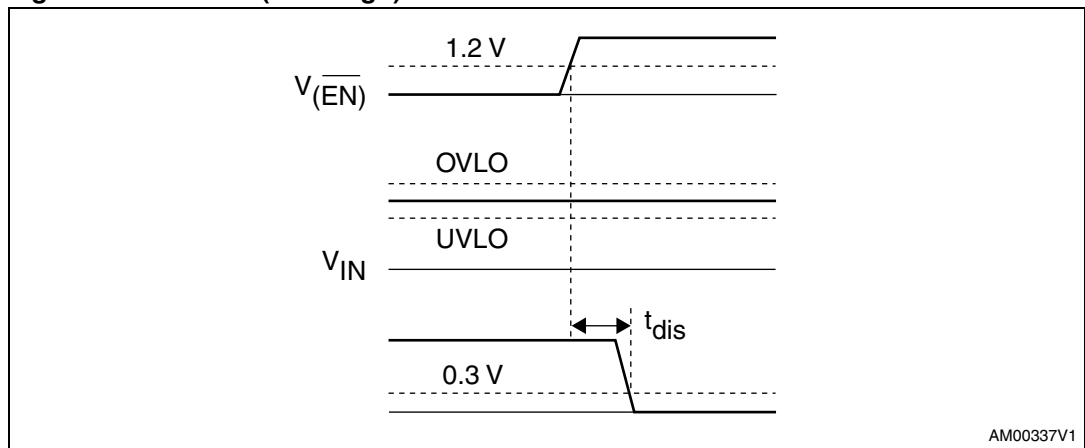 1.2 V
V(EN)
OVLO
UVLO
VIN
tdis
0.3 V
AM00337V1